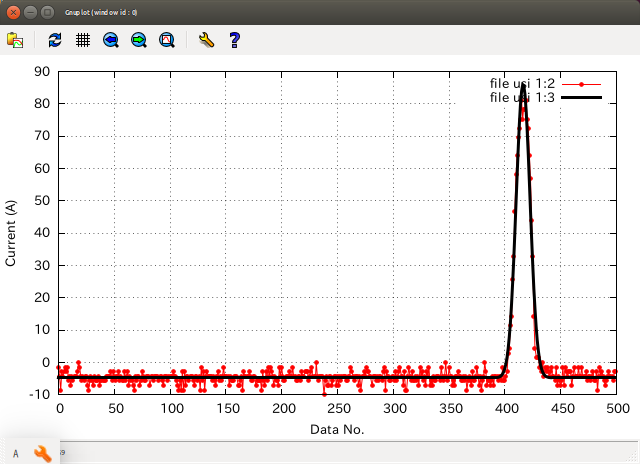 Gnuplot (window id : 0)
90
80
70
60
50
40
30
20
10
0
-10
Current (A)
file usi 1:2
file usi 1:3
0 50 100 150 200 250 300 350 400 450 500
Data No.
A